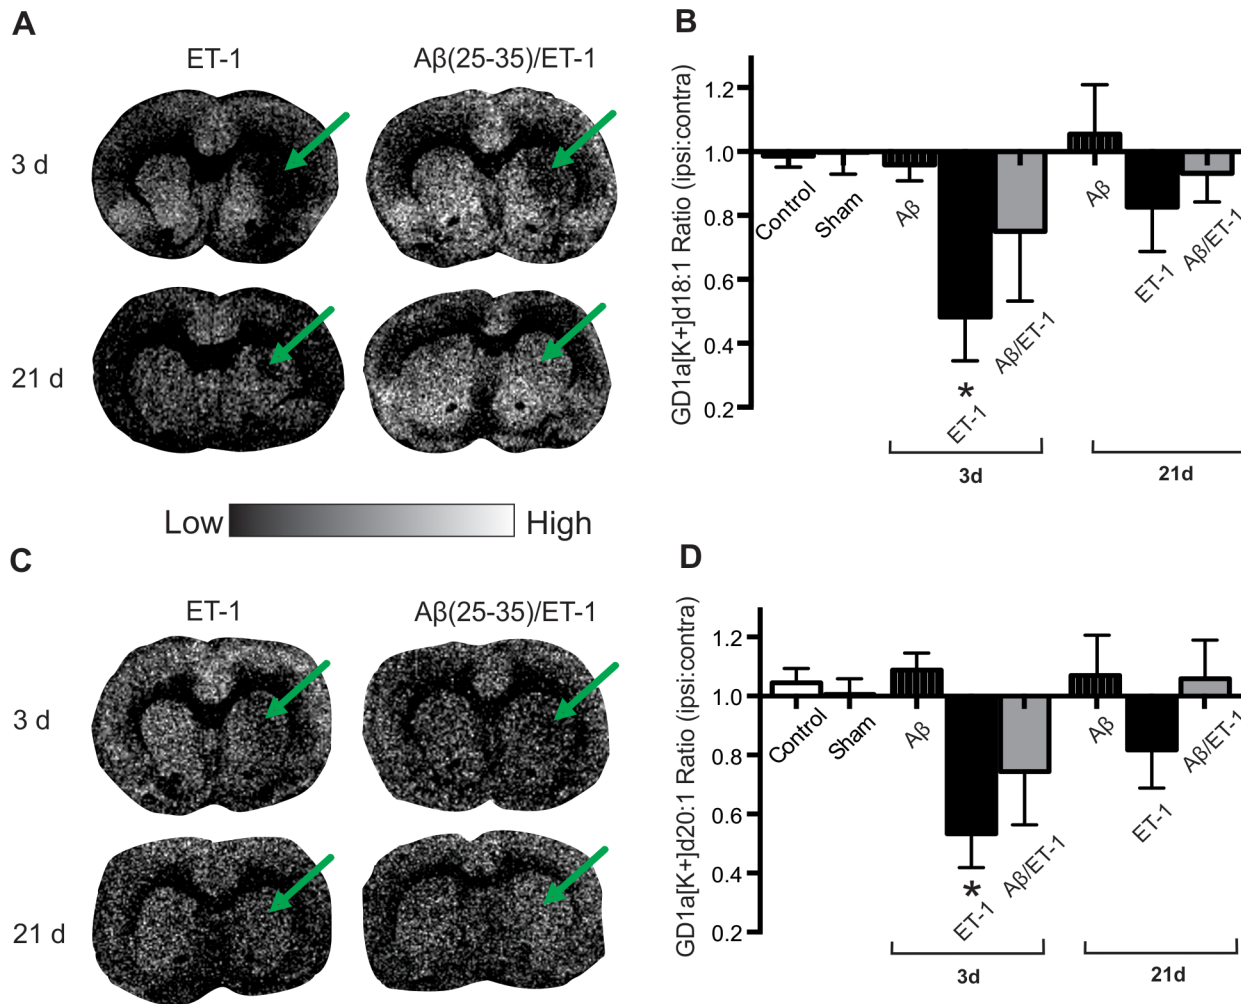 A
ET-1 Aβ(25-35)/ET-1
3 d
21 d
Low High
B
GD1a[K+]d18:1 Ratio (ipsi:contra)
1.2
1.0
0.8
0.6
0.4
0.2
Control
Sham
Aβ
*
ET-1
Aβ/ET-1
3d
Aβ
ET-1
Aβ/ET-1
21d
C
ET-1 Aβ(25-35)/ET-1
3 d
21 d
D
GD1a[K+]d20:1 Ratio (ipsi:contra)
1.2
1.0
0.8
0.6
0.4
0.2
Control
Sham
Aβ
*
ET-1
Aβ/ET-1
3d
Aβ
ET-1
Aβ/ET-1
21d